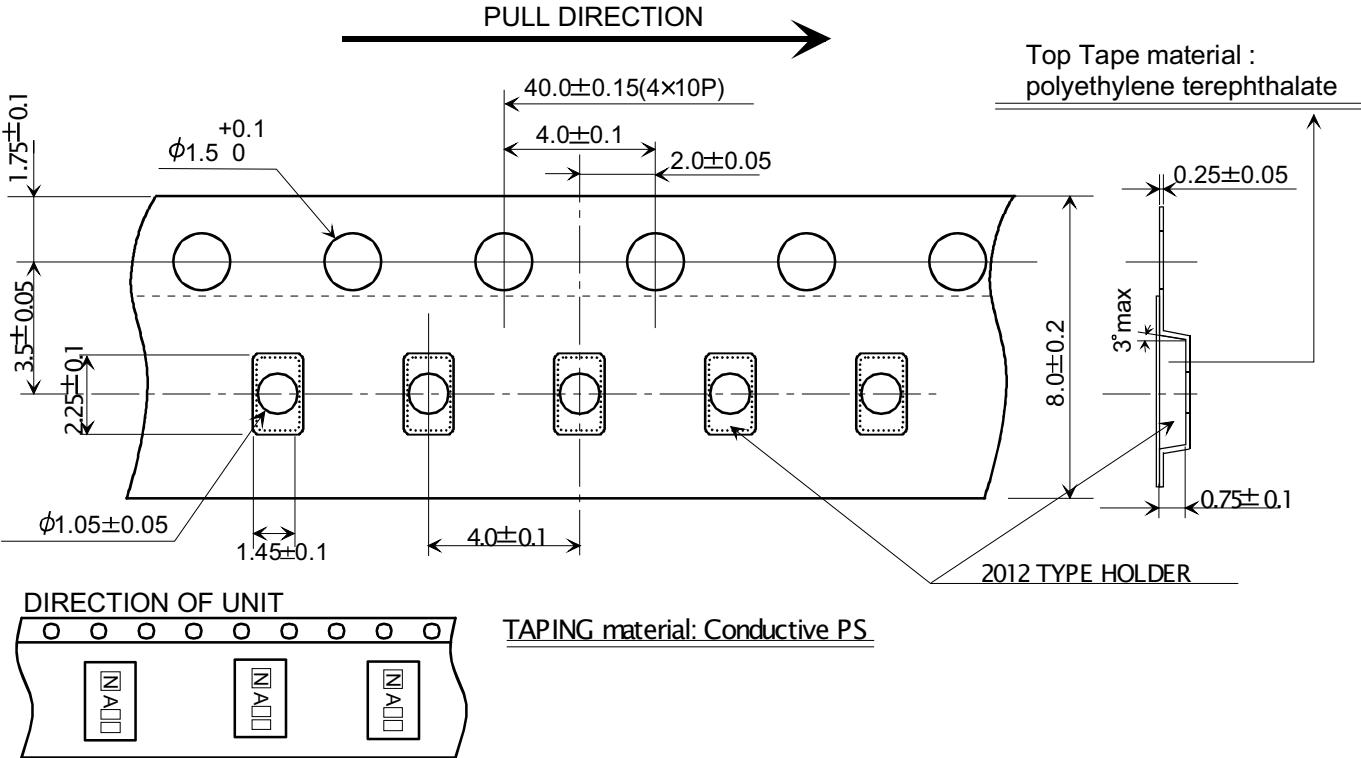 PULL DIRECTION
Top Tape material :
polyethylene terephthalate
40.0±0.15(4×10P)
4.0±0.1
2.0±0.05
+0.1
ϕ1.5 0
1.75±0.1
0.25±0.05
3.5±0.05
2.25±0.1
8.0±0.2
3°max
ϕ1.05±0.05
1.45±0.1
4.0±0.1
0.75±0.1
2012 TYPE HOLDER
DIRECTION OF UNIT
TAPING material: Conductive PS
N A□□
N A□□
N A□□